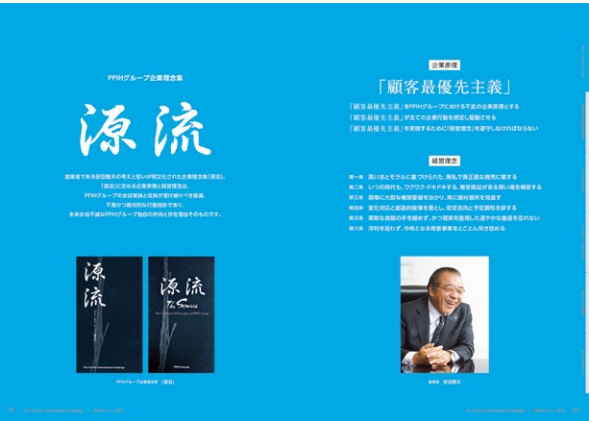 PPIHグループ企業理念集
源流
創業者である安田隆夫の考えと思いが明文化された企業理念集「源流」。
「源流」に定める企業原理と経営理念は、
PPIHグループの全従業員と役員が受け継ぐべき普遍、
不朽かつ絶対的な行動指針であり、
未来永劫不滅なPPIHグループ独自の矜持と存在理由そのものです。
源流
源流
The Source
PPIHグループ企業理念集 『源流』
企業原理
「顧客最優先主義」
「顧客最優先主義」をPPIHグループにおける不変の企業原理とする
「顧客最優先主義」が全ての企業行動を規定し駆動させる
「顧客最優先主義」を実現するために「経営理念」を遵守しなければならない
経営理念
第一条 高い志とモラルに裏づけられた、無私で真正直な商売に徹する
第二条 いつの時代も、ワクワク・ドキドキする、驚安商品がある買い場を構築する
第三条 現場に大胆な権限委譲をはかり、常に適材適所を見直す
第四条 変化対応と創造的破壊を是とし、安定志向と予定調和を排する
第五条 果敢な挑戦の手を緩めず、かつ現実を直視した速やかな撤退を恐れない
第六条 浮利を追わず、中核となる得意事業をとことん突き詰める
創業者 安田隆夫